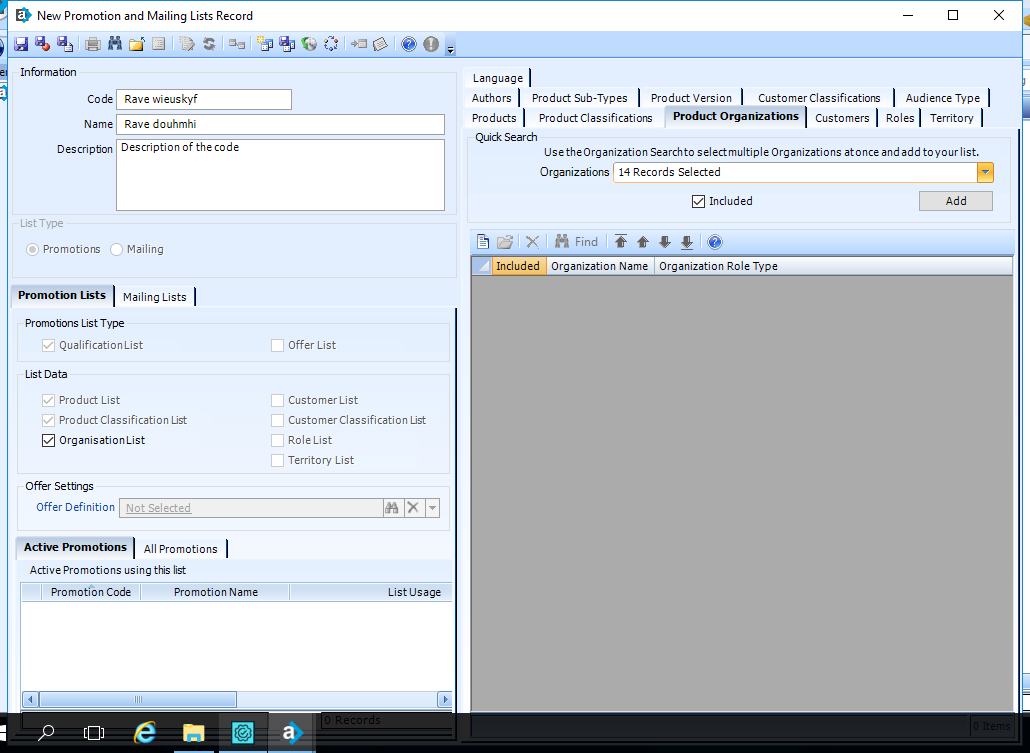 New Promotion and Mailing Lists Record
Information
Code Rave wieuskyf
Name Rave douhmhi
Description Description of the code
List Type
Promotions Mailing
Promotion Lists Mailing Lists
Promotions List Type
Qualification List Offer List
List Data
Product List Customer List
Product Classification List Customer Classification List
Organisation List Role List
Territory List
Offer Settings
Offer Definition Not Selected
Active Promotions All Promotions
Active Promotions using this list
Promotion Code Promotion Name List Usage
0 Records
Language
Authors Product Sub-Types Product Version Customer Classifications Audience Type
Products Product Classifications Product Organizations Customers Roles Territory
Quick Search
Use the Organization Search to select multiple Organizations at once and add to your list.
Organizations 14 Records Selected
Included Add
Find
Included Organization Name Organization Role Type
0 Items